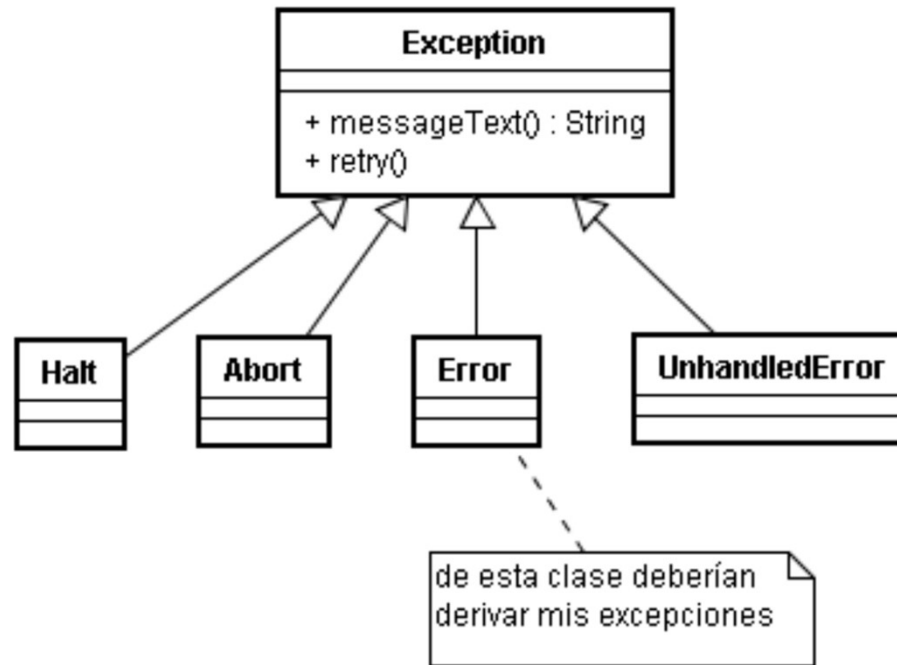 Exception
+ messageText() : String
+ retry()
Halt
Abort
Error
UnhandledError
de esta clase deberían
derivar mis excepciones